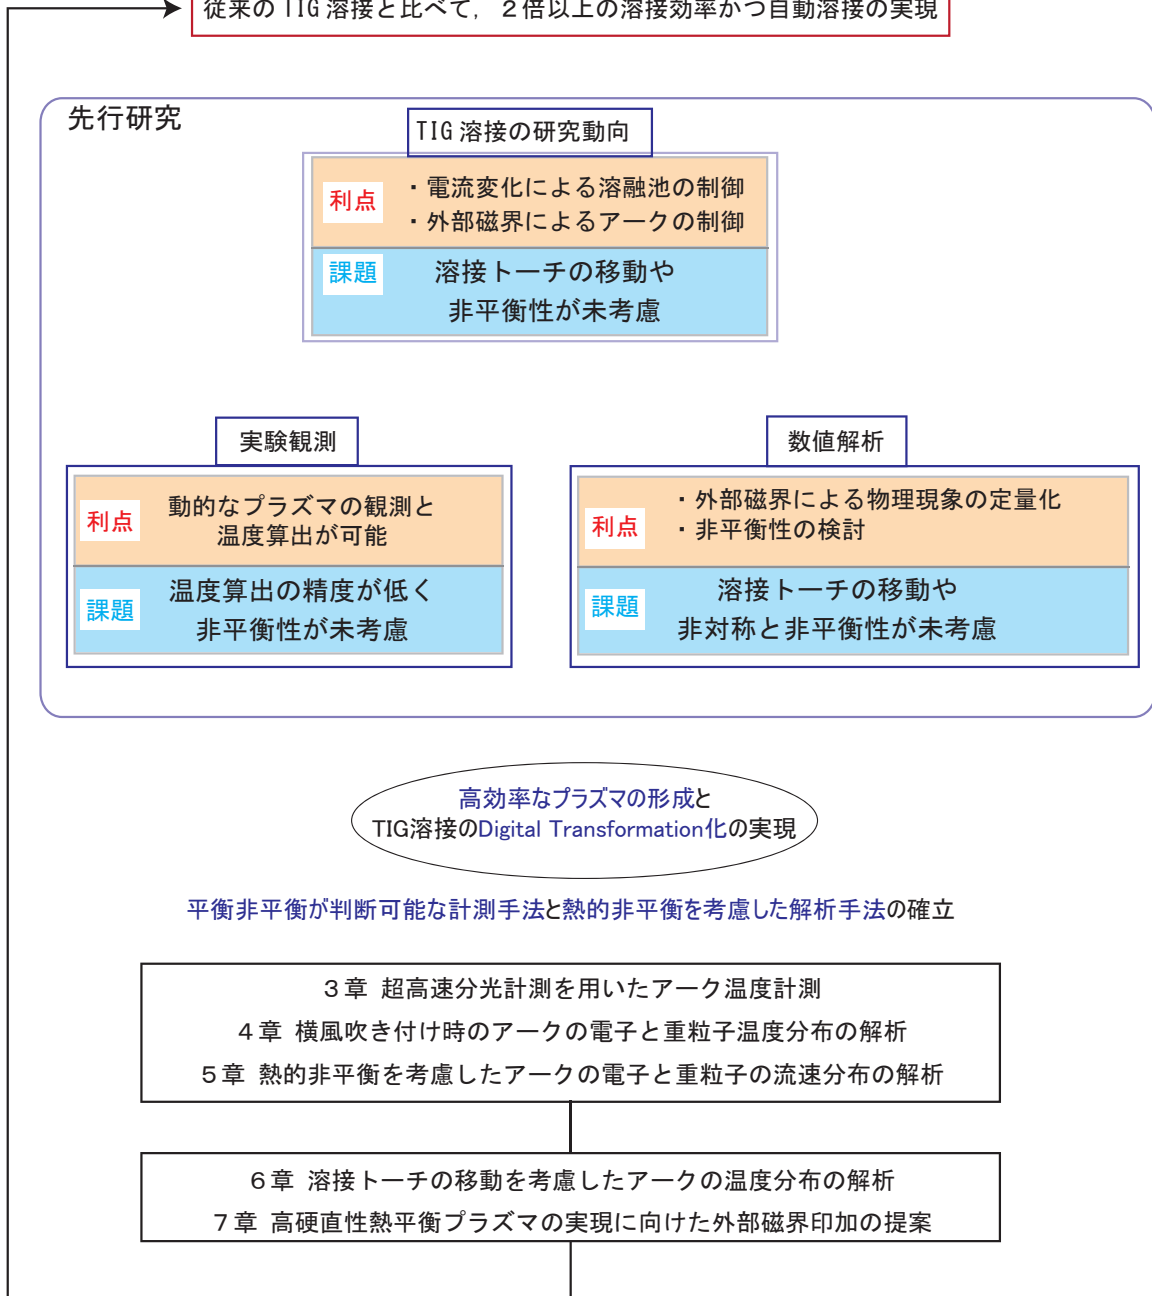 従来のTIG溶接と比べて，２倍以上の溶接効率かつ自動溶接の実現
先行研究
TIG溶接の研究動向
利点
・電流変化による溶融池の制御
・外部磁界によるアークの制御
課題
溶接トーチの移動や
非平衡性が未考慮
実験観測
利点
動的なプラズマの観測と
温度算出が可能
課題
温度算出の精度が低く
非平衡性が未考慮
数値解析
利点
・外部磁界による物理現象の定量化
・非平衡性の検討
課題
溶接トーチの移動や
非対称と非平衡性が未考慮
高効率なプラズマの形成と
TIG溶接のDigital Transformation化の実現
平衡非平衡が判断可能な計測手法と熱的非平衡を考慮した解析手法の確立
３章 超高速分光計測を用いたアーク温度計測
４章 横風吹き付け時のアークの電子と重粒子温度分布の解析
５章 熱的非平衡を考慮したアークの電子と重粒子の流速分布の解析
６章 溶接トーチの移動を考慮したアークの温度分布の解析
７章 高硬直性熱平衡プラズマの実現に向けた外部磁界印加の提案